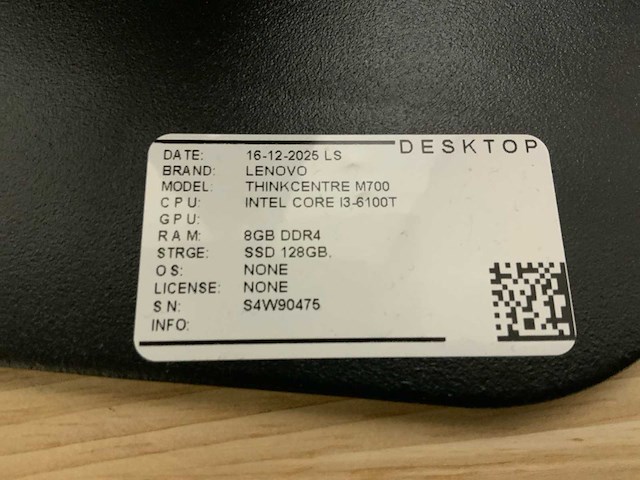 DESKTOP
DATE: 16-12-2025 LS
BRAND: LENOVO
MODEL: THINKCENTRE M700
CPU: INTEL CORE I3-6100T
GPU:
RAM: 8GB DDR4
STRGE: SSD 128GB.
OS: NONE
LICENSE: NONE
SN: S4W90475
INFO: